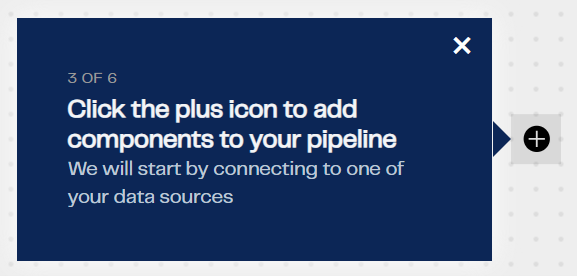 3 OF 6
Click the plus icon to add
components to your pipeline
We will start by connecting to one of
your data sources